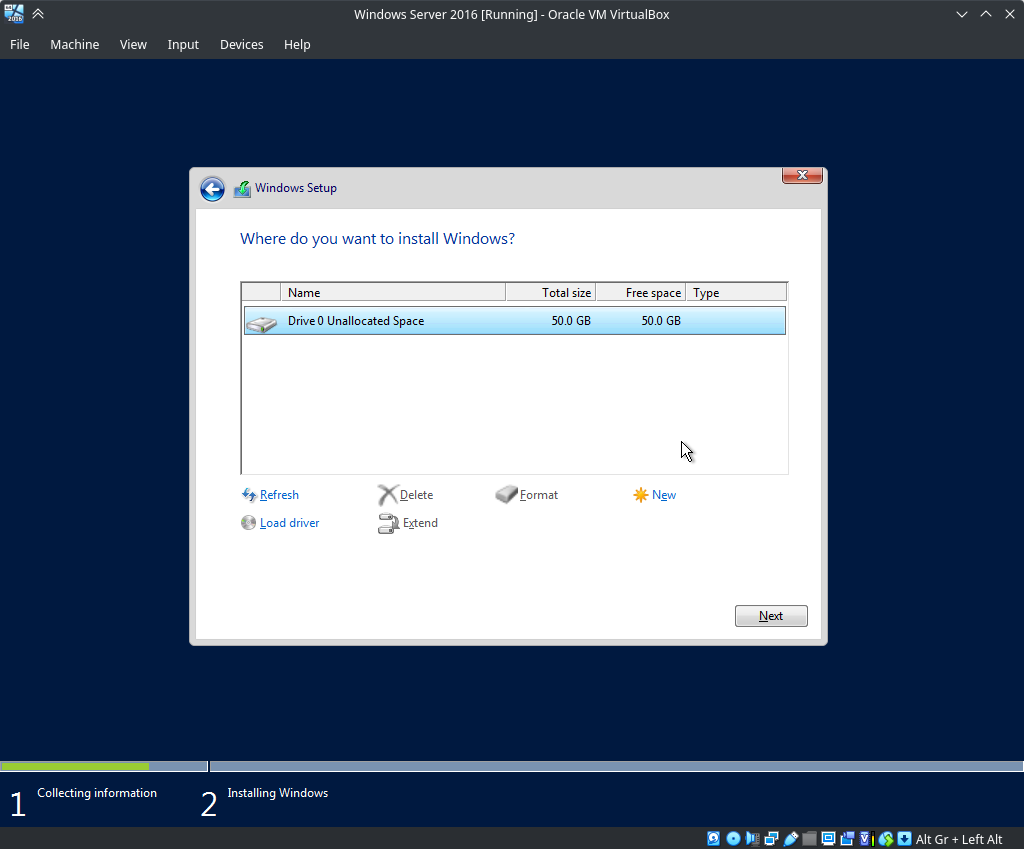 Windows Server 2016 [Running] - Oracle VM VirtualBox
File Machine View Input Devices Help
Windows Setup
Where do you want to install Windows?
Name Total size Free space Type
Drive 0 Unallocated Space 50.0 GB 50.0 GB
Refresh Delete Format New
Load driver Extend
Next
1 Collecting information 2 Installing Windows
Alt Gr + Left Alt